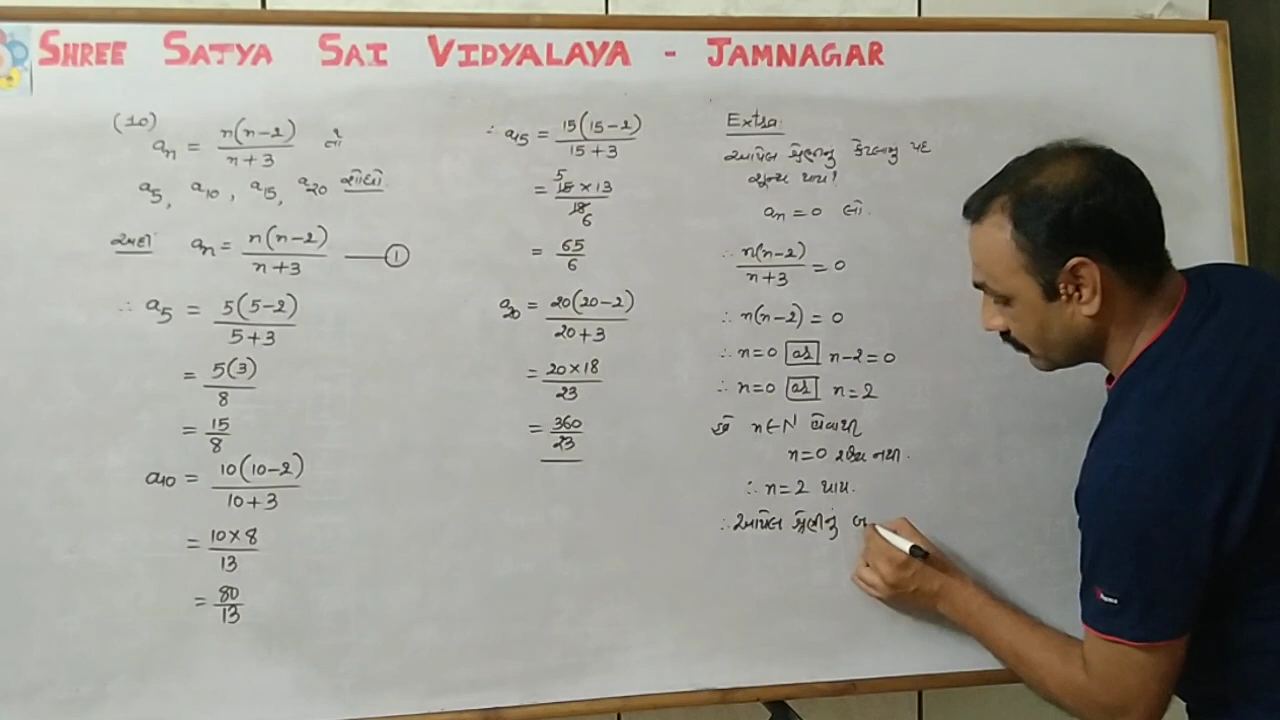 SHREE SATYA SAI VIDYALAYA - JAMNAGAR
(10)
aₙ = n(n-2) / n+3 તો
a₅, a₁₀, a₁₅, a₂₀ શોધો
અહીં aₙ = n(n-2) / n+3 —— ①
∴ a₅ = 5(5-2) / 5+3
= 5(3) / 8
= 15 / 8
a₁₀ = 10(10-2) / 10+3
= 10×8 / 13
= 80 / 13
∴ a₁₅ = 15(15-2) / 15+3
= 5 15×13 / 18 6
= 65 / 6
a₂₀ = 20(20-2) / 20+3
= 20×18 / 23
= 360 / 23
Extra
આપેલ શ્રેણીનું કેટલામું પદ
શૂન્ય થાય?
aₙ = 0 લો.
∴ n(n-2) / n+3 = 0
∴ n(n-2) = 0
∴ n=0 અથવા n-2=0
∴ n=0 અથવા n=2
n∈N હોવાથી
n=0 શક્ય નથી.
∴ n=2 થાય.
∴ આપેલ શ્રેણીનું બ